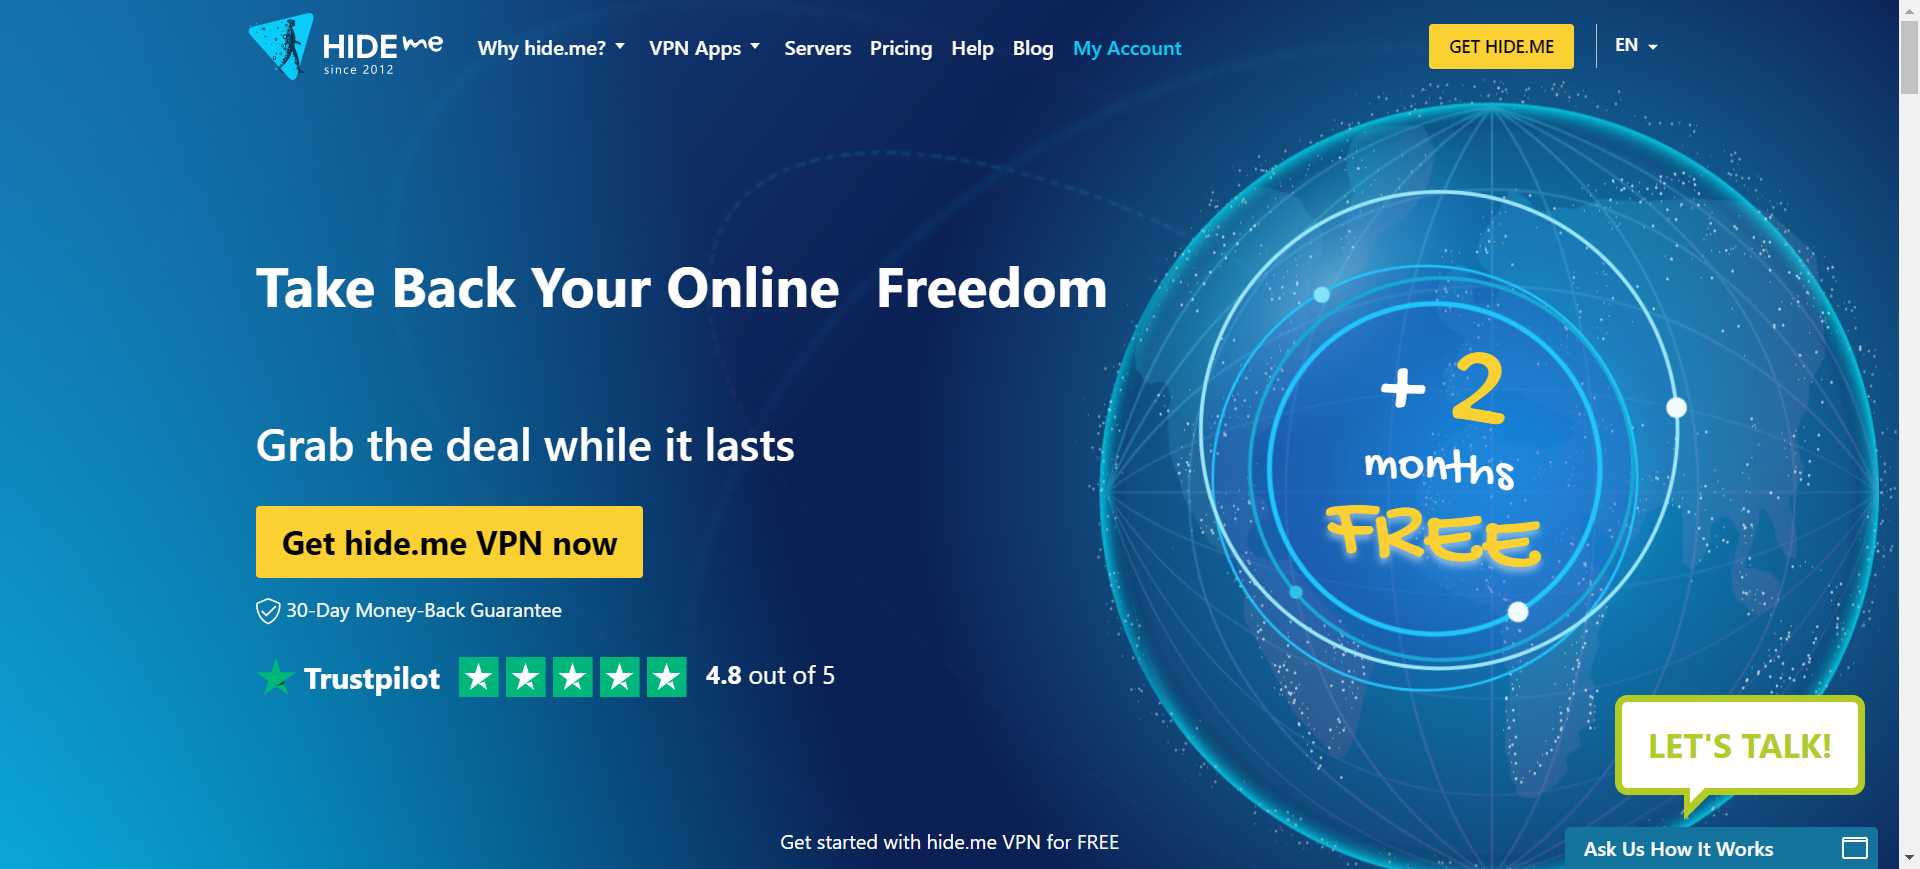 HIDE me
since 2012
Why hide.me?
VPN Apps
Servers
Pricing
Help
Blog
My Account
GET HIDE.ME
EN
Take Back Your Online Freedom
Grab the deal while it lasts
Get hide.me VPN now
30-Day Money-Back Guarantee
Trustpilot
4.8 out of 5
+ 2
months
FREE
LET'S TALK!
Get started with hide.me VPN for FREE
Ask Us How It Works